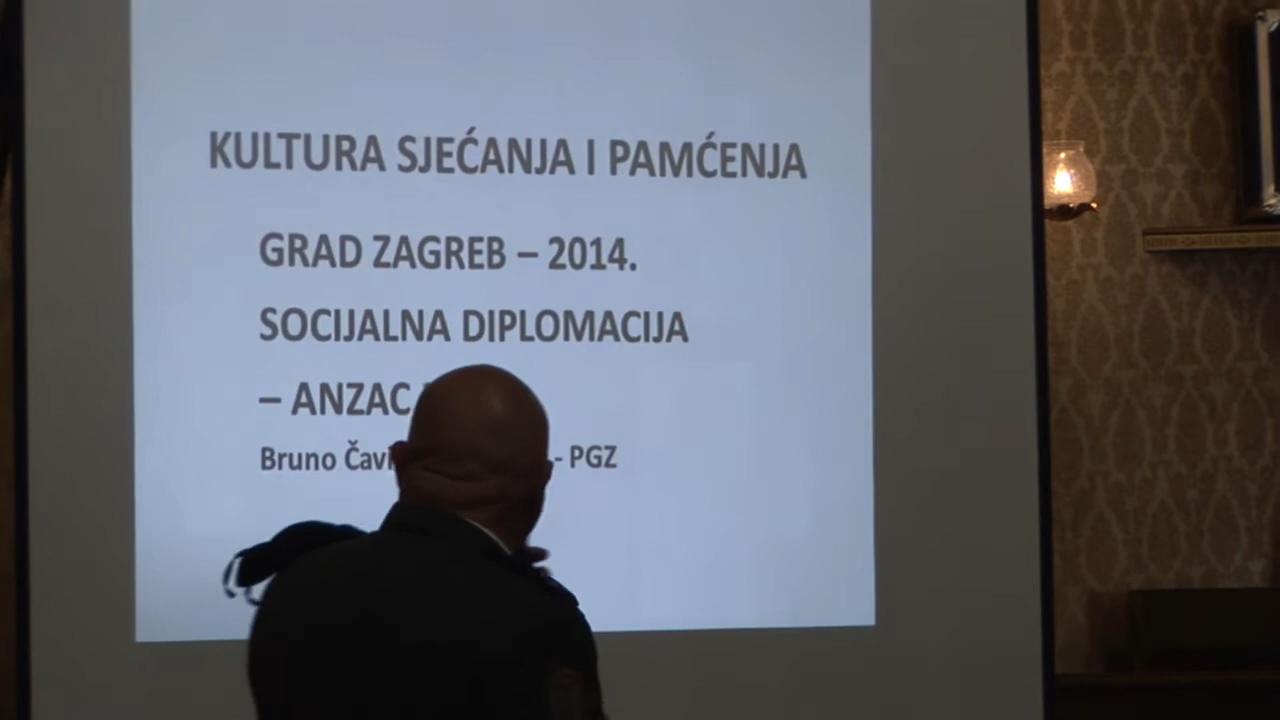 KULTURA SJEĆANJA I PAMĆENJA
GRAD ZAGREB – 2014.
SOCIJALNA DIPLOMACIJA
– ANZAC
Bruno - PGZ